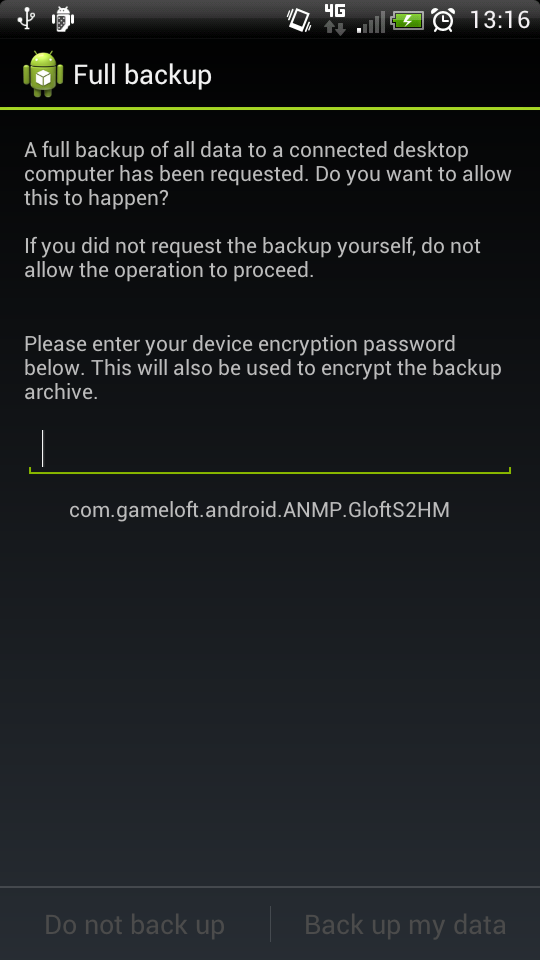 4G
13:16
Full backup
A full backup of all data to a connected desktop
computer has been requested. Do you want to allow
this to happen?
If you did not request the backup yourself, do not
allow the operation to proceed.
Please enter your device encryption password
below. This will also be used to encrypt the backup
archive.
com.gameloft.android.ANMP.GloftS2HM
Do not back up
Back up my data